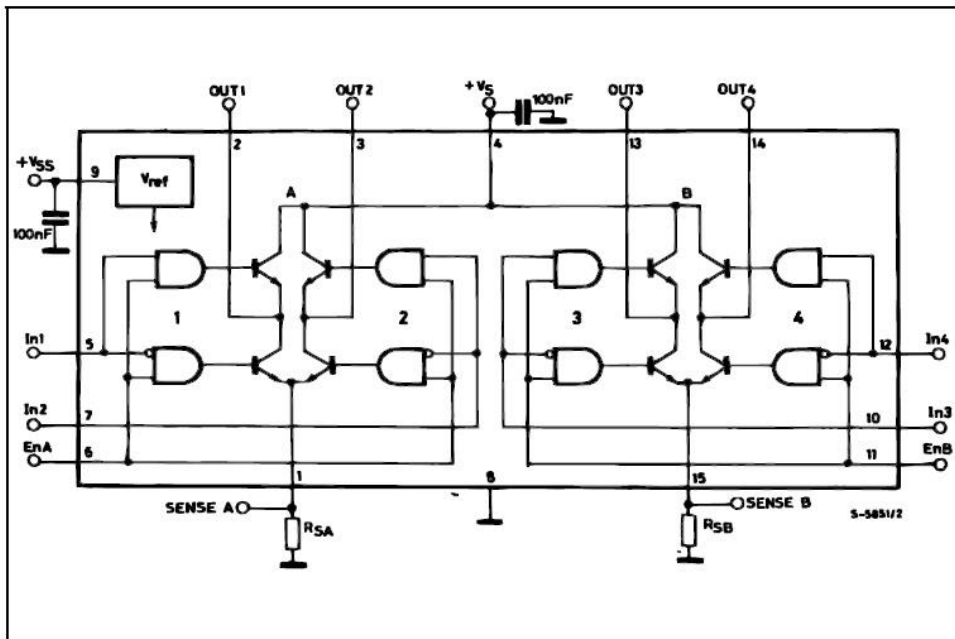 OUT1
OUT2
+VS
100nF
OUT3
OUT4
2
3
4
13
14
+VSS
9
Vref
100nF
A
B
1
2
3
4
In1
5
12
In4
In2
7
10
In3
EnA
6
11
EnB
1
8
15
SENSE A
SENSE B
S-5851/2
RSA
RSB